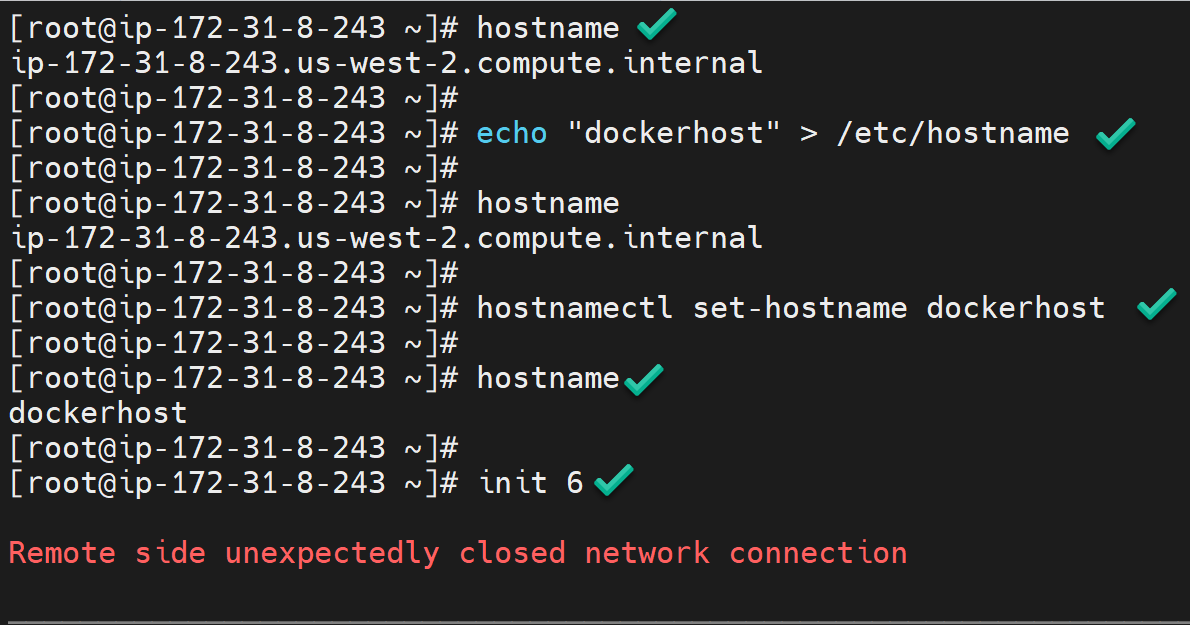 [root@ip-172-31-8-243 ~]# hostname
ip-172-31-8-243.us-west-2.compute.internal
[root@ip-172-31-8-243 ~]#
[root@ip-172-31-8-243 ~]# echo "dockerhost" > /etc/hostname
[root@ip-172-31-8-243 ~]#
[root@ip-172-31-8-243 ~]# hostname
ip-172-31-8-243.us-west-2.compute.internal
[root@ip-172-31-8-243 ~]#
[root@ip-172-31-8-243 ~]# hostnamectl set-hostname dockerhost
[root@ip-172-31-8-243 ~]#
[root@ip-172-31-8-243 ~]# hostname
dockerhost
[root@ip-172-31-8-243 ~]#
[root@ip-172-31-8-243 ~]# init 6
Remote side unexpectedly closed network connection